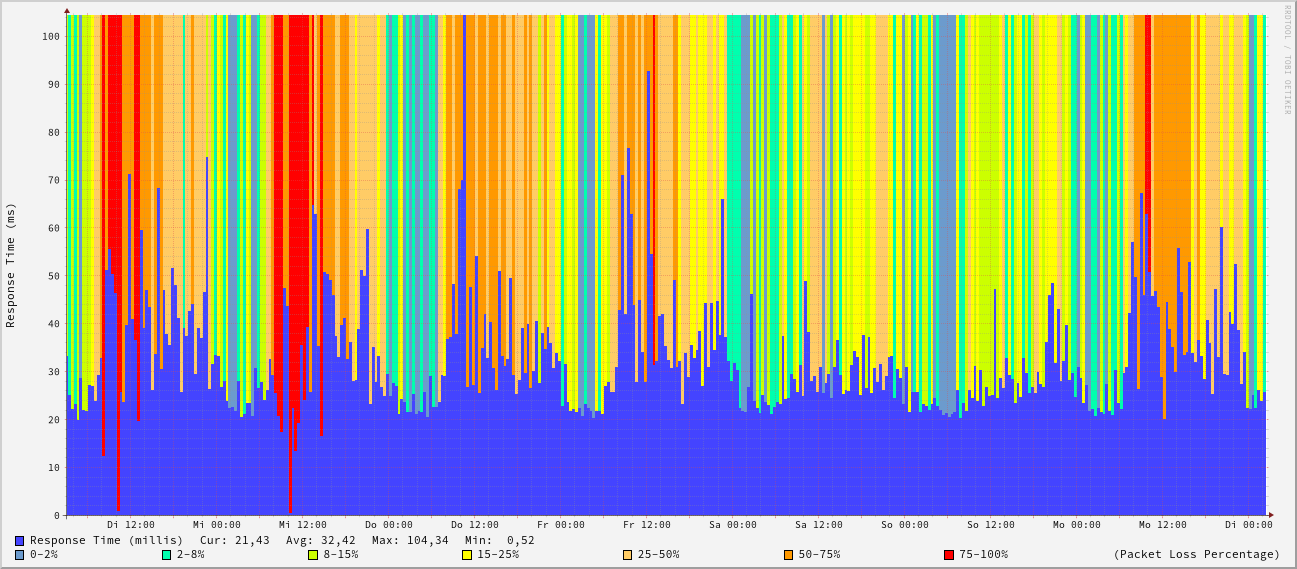 RRDTOOL / TOBI OETIKER
Response Time (ms)
100
90
80
70
60
50
40
30
20
10
0
Di 12:00 Mi 00:00 Mi 12:00 Do 00:00 Do 12:00 Fr 00:00 Fr 12:00 Sa 00:00 Sa 12:00 So 00:00 So 12:00 Mo 00:00 Mo 12:00 Di 00:00
Response Time (millis) Cur: 21,43 Avg: 32,42 Max: 104,34 Min: 0,52
0-2% 2-8% 8-15% 15-25% 25-50% 50-75% 75-100% (Packet Loss Percentage)